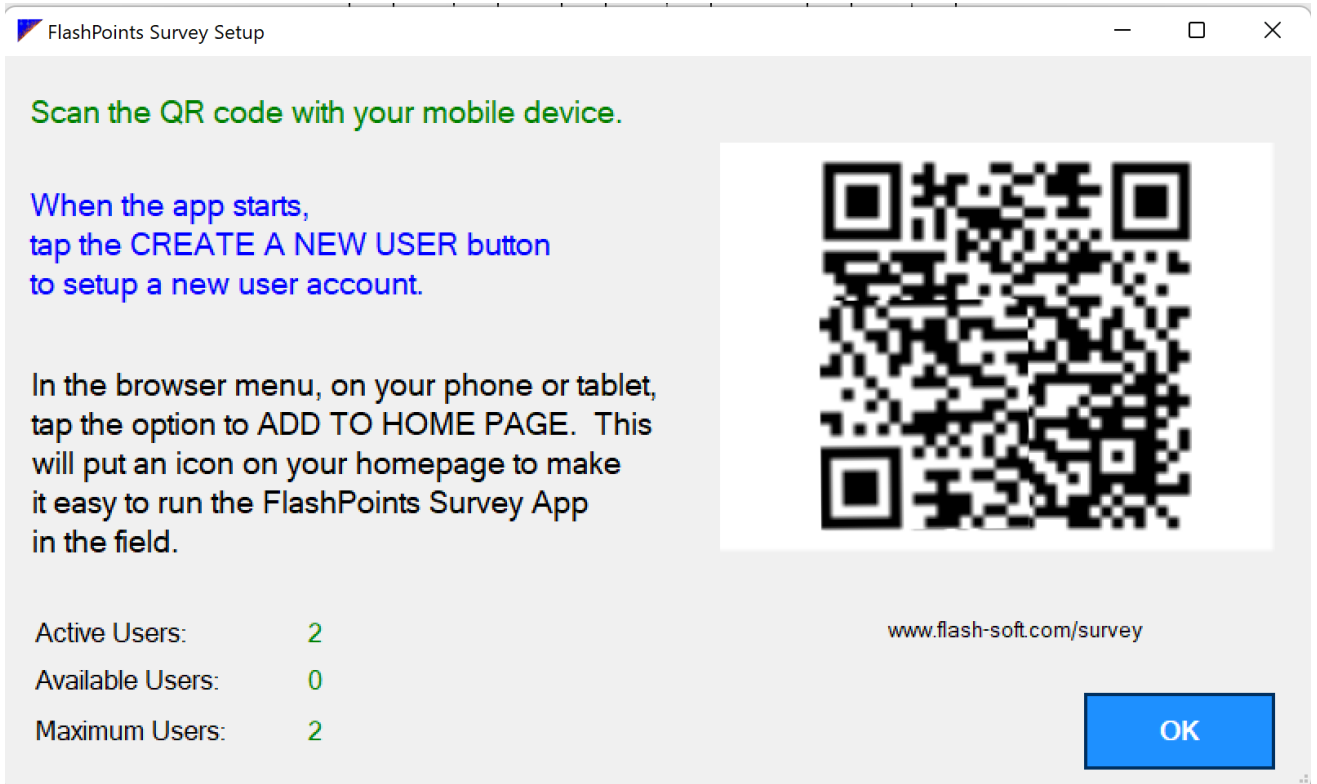 FlashPoints Survey Setup
Scan the QR code with your mobile device.
When the app starts,
tap the CREATE A NEW USER button
to setup a new user account.
In the browser menu, on your phone or tablet,
tap the option to ADD TO HOME PAGE.  This
will put an icon on your homepage to make
it easy to run the FlashPoints Survey App
in the field.
Active Users: 2
Available Users: 0
Maximum Users: 2
www.flash-soft.com/survey
OK